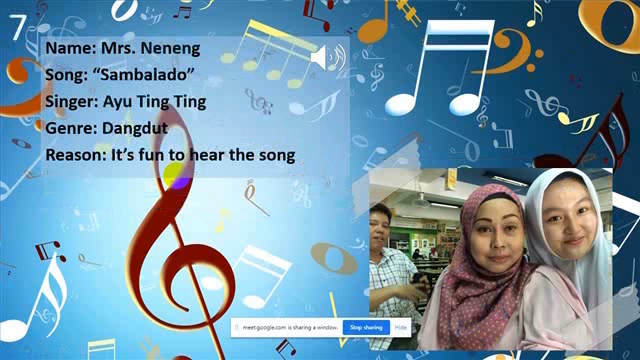 7
Name: Mrs. Neneng
Song: “Sambalado”
Singer: Ayu Ting Ting
Genre: Dangdut
Reason: It’s fun to hear the song
meet.google.com is sharing a window. Stop sharing Hide